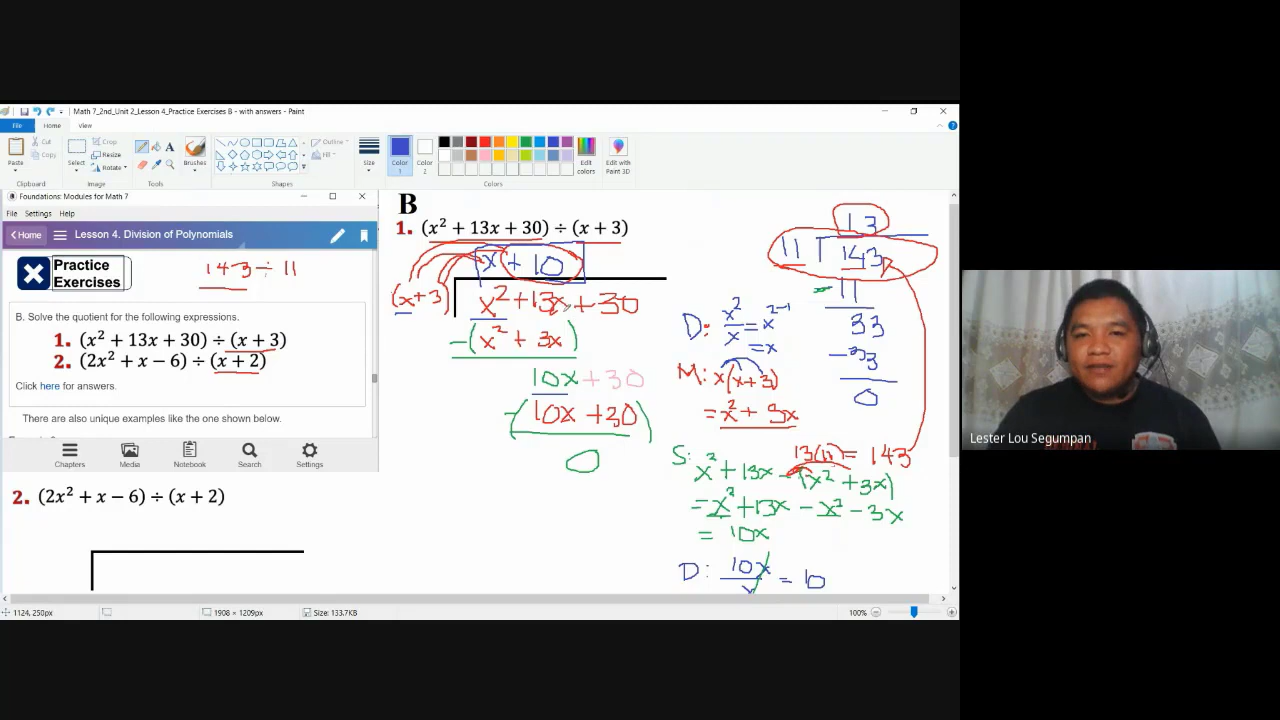 Math 7_2nd_Unit 2_Lesson 4_Practice Exercises B - with answers - Paint
File Home View
Paste Cut Copy Clipboard
Select Crop Resize Rotate Image
Tools
Brushes
Outline Fill Shapes
Size
Color 1 Color 2 Edit colors Colors
Edit with Paint 3D
Foundations: Modules for Math 7
File Settings Help
Home Lesson 4. Division of Polynomials
Practice Exercises
143 ÷ 11
B. Solve the quotient for the following expressions.
1. (x² + 13x + 30) ÷ (x + 3)
2. (2x² + x − 6) ÷ (x + 2)
Click here for answers.
There are also unique examples like the one shown below.
Chapters Media Notebook Search Settings
B
1. (x² + 13x + 30) ÷ (x + 3)
x + 10
(x+3) x² + 13x + 30
-(x² + 3x)
10x + 30
-(10x + 30)
0
D: x²/x = x²⁻¹
= x
M: x(x+3)
= x² + 3x
S: x² + 13x - (x² + 3x)
= x² + 13x - x² - 3x
= 10x
D: 10x/x = 10
13
11 143
- 11
33
- 33
0
13(11) = 143
2. (2x² + x − 6) ÷ (x + 2)
1124, 250px 1908 × 1209px Size: 133.7KB 100%
Lester Lou Segumpan